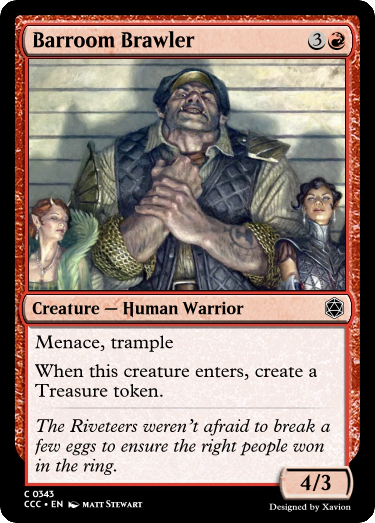 Barroom Brawler 3
Creature — Human Warrior
Menace, trample
When this creature enters, create a
Treasure token.
The Riveteers weren't afraid to break a
few eggs to ensure the right people won
in the ring.
4/3
C 0343
CCC • EN MATT STEWART
Designed by Xavion